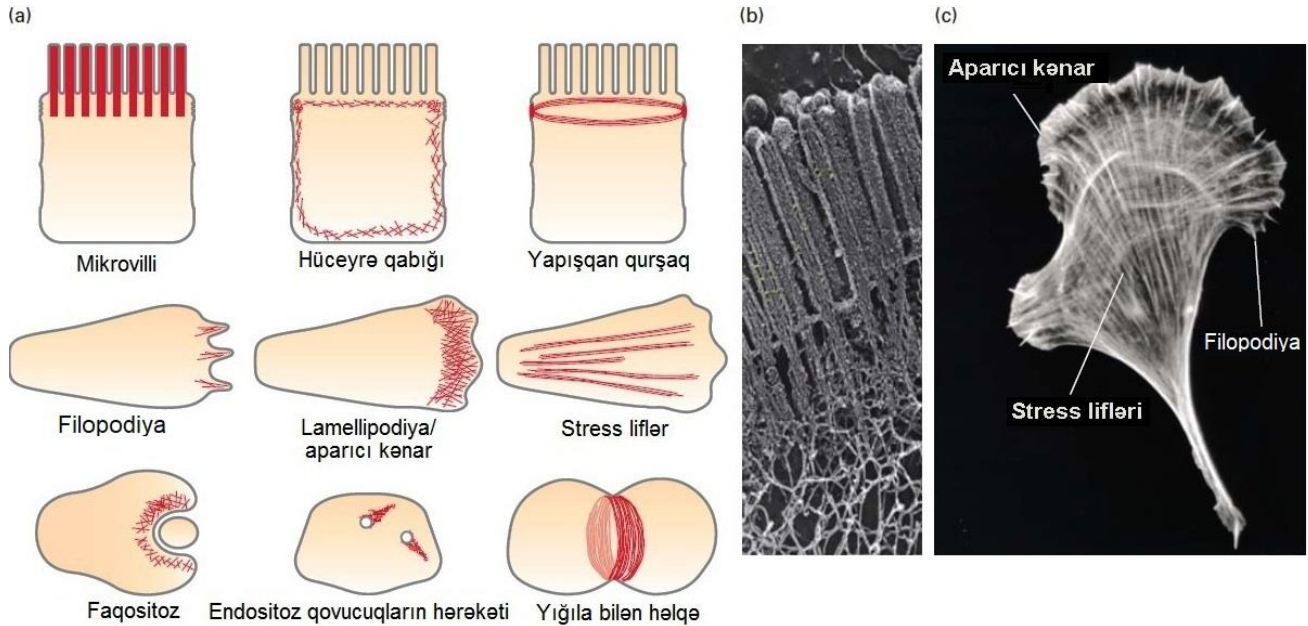 (a)
(b)
(c)
Mikrovilli
Hüceyrə qabığı
Yapışqan qurşaq
Filopodiya
Lamellipodiya/
aparıcı kənar
Stress liflər
Faqositoz
Endositoz qovucuqların hərəkəti
Yığıla bilən həlqə
Aparıcı kənar
Filopodiya
Stress lifləri